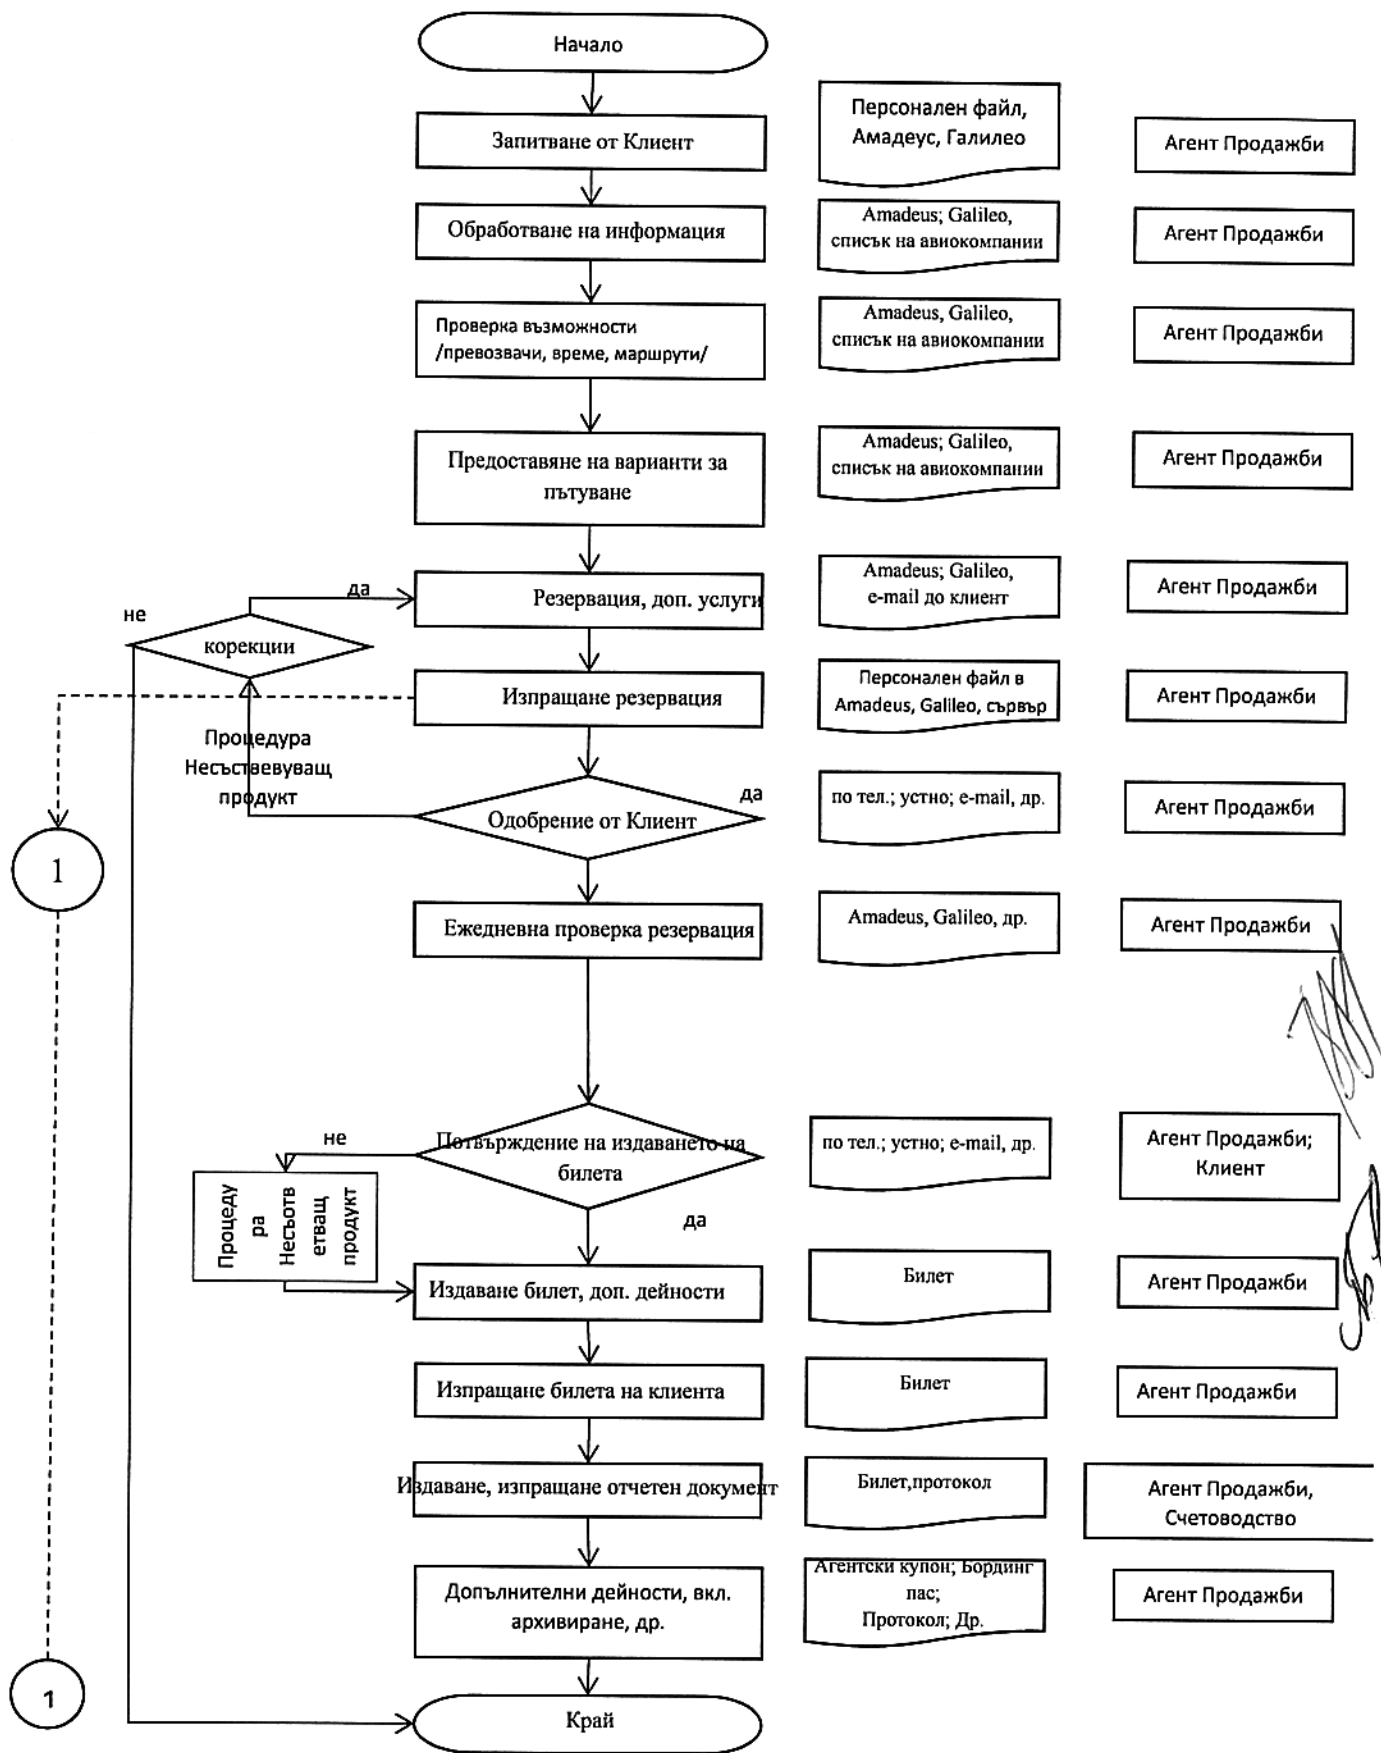 Начало
Запитване от Клиент
Персонален файл,
Амадеус, Галилео
Агент Продажби
Обработване на информация
Amadeus; Galileo,
списък на авиокомпании
Агент Продажби
Проверка възможности
/превозвачи, време, маршрути/
Amadeus, Galileo,
списък на авиокомпании
Агент Продажби
Предоставяне на варианти за
пътуване
Amadeus; Galileo,
списък на авиокомпании
Агент Продажби
да
Резервация, доп. услуги
Amadeus; Galileo,
e-mail до клиент
Агент Продажби
не
корекции
Изпращане резервация
Персонален файл в
Amadeus, Galileo, сървър
Агент Продажби
Процедура
Несъствевуващ
продукт
да
Одобрение от Клиент
по тел.; устно; e-mail, др.
Агент Продажби
1
Ежедневна проверка резервация
Amadeus, Galileo, др.
Агент Продажби
не
Потвърждение на издаването на
билета
по тел.; устно; e-mail, др.
Агент Продажби;
Клиент
да
Процеду
ра
Несъотв
етващ
продукт
Издаване билет, доп. дейности
Билет
Агент Продажби
Изпращане билета на клиента
Билет
Агент Продажби
Издаване, изпращане отчетен документ
Билет,протокол
Агент Продажби,
Счетоводство
Допълнителни дейности, вкл.
архивиране, др.
Агентски купон; Бординг
пас;
Протокол; Др.
Агент Продажби
1
Край